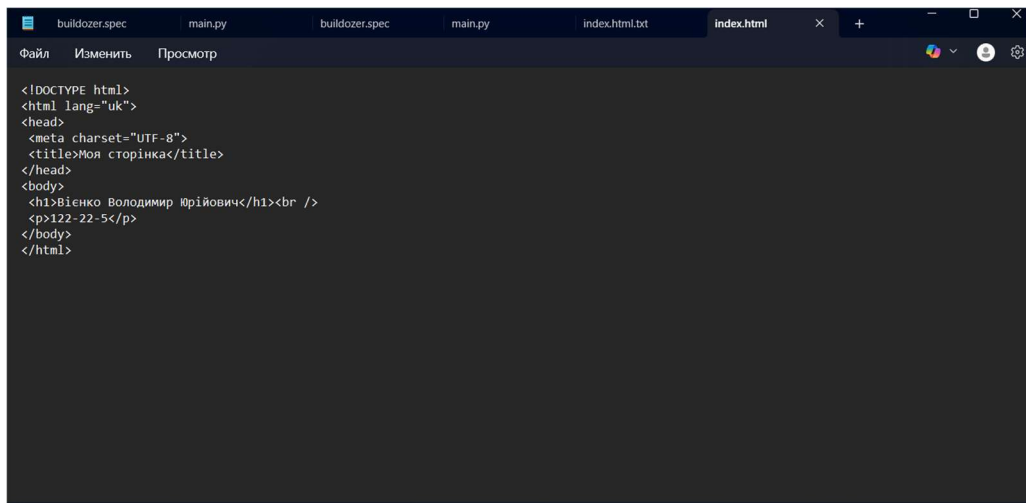 buildozer.spec main.py buildozer.spec main.py index.html.txt index.html
Файл Изменить Просмотр
<!DOCTYPE html>
<html lang="uk">
<head>
<meta charset="UTF-8">
<title>Моя сторінка</title>
</head>
<body>
<h1>Вієнко Володимир Юрійович</h1><br />
<p>122-22-5</p>
</body>
</html>